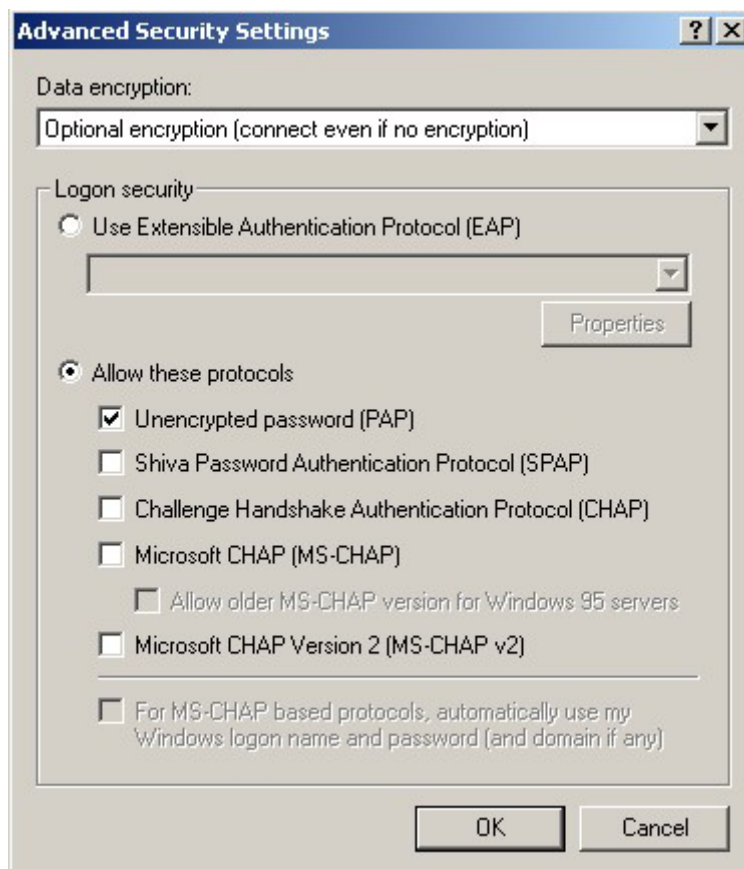 Advanced Security Settings
Data encryption:
Optional encryption (connect even if no encryption)
Logon security
Use Extensible Authentication Protocol (EAP)
Properties
Allow these protocols
Unencrypted password (PAP)
Shiva Password Authentication Protocol (SPAP)
Challenge Handshake Authentication Protocol (CHAP)
Microsoft CHAP (MS-CHAP)
Allow older MS-CHAP version for Windows 95 servers
Microsoft CHAP Version 2 (MS-CHAP v2)
For MS-CHAP based protocols, automatically use my
Windows logon name and password (and domain if any)
OK
Cancel